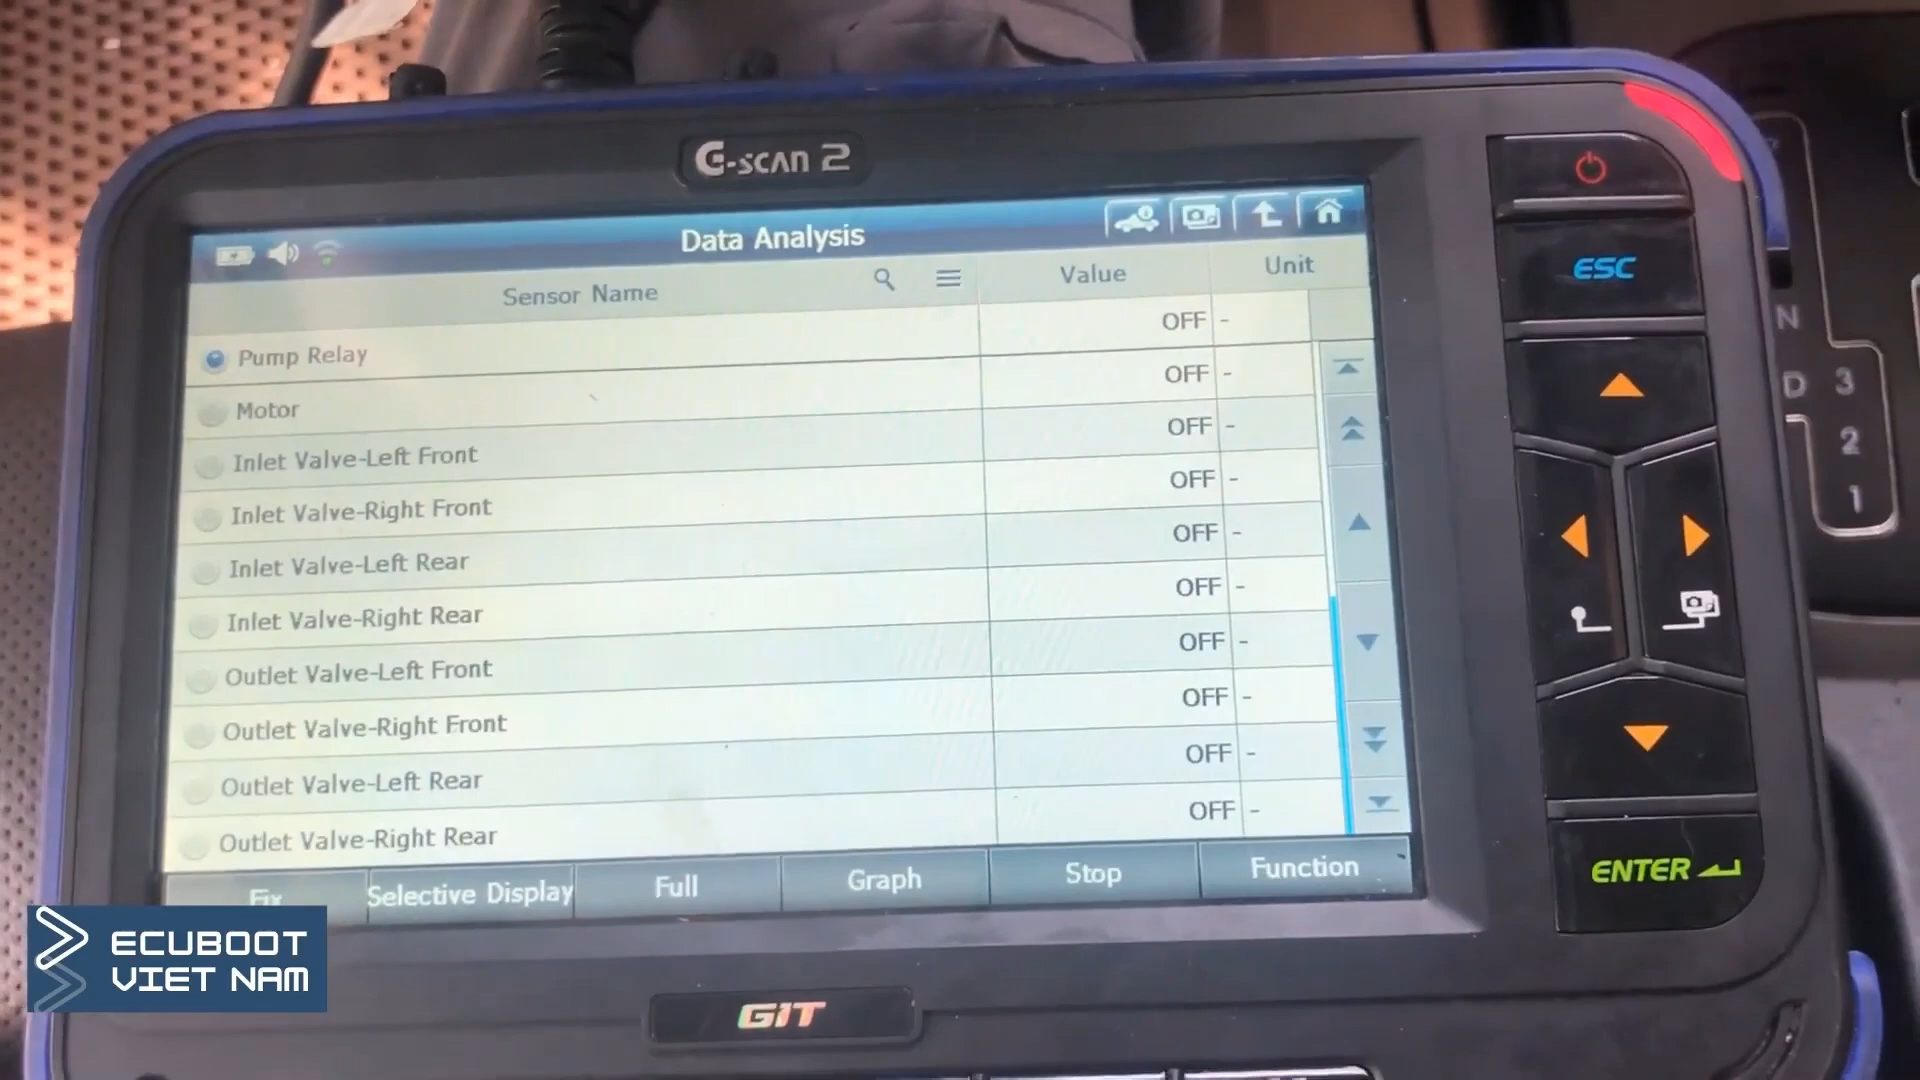 G-scan 2
Data Analysis
Sensor Name Value Unit
Pump Relay OFF -
Motor OFF -
Inlet Valve-Left Front OFF -
Inlet Valve-Right Front OFF -
Inlet Valve-Left Rear OFF -
Inlet Valve-Right Rear OFF -
Outlet Valve-Left Front OFF -
Outlet Valve-Right Front OFF -
Outlet Valve-Left Rear OFF -
Outlet Valve-Right Rear OFF -
Fix Selective Display Full Graph Stop Function
ESC
ENTER
N
D 3
2
1
GIT
ECUBOOT
VIET NAM